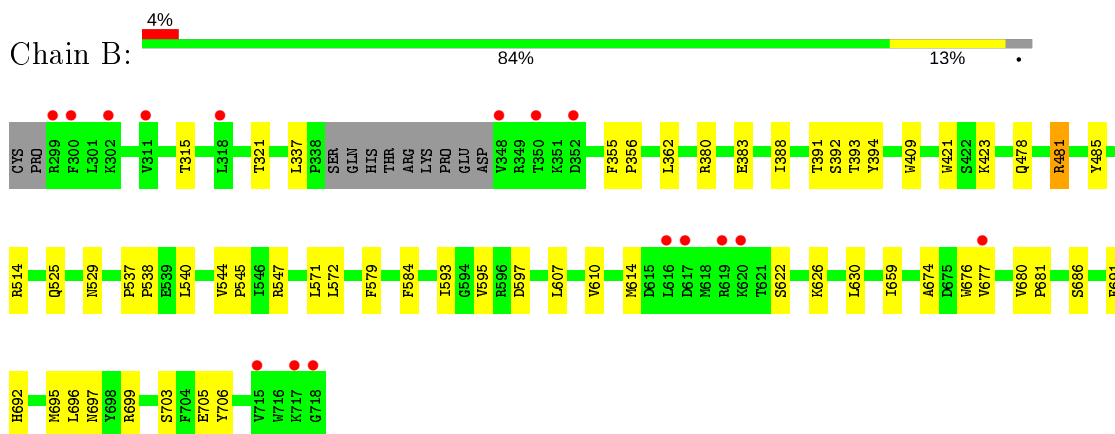 4%
Chain B:
84% 13% •
CYS PRO R299 F300 L301 K302 V311 T315 L318 T321 L337 P338 SER GLN HIS THR ARG LYS PRO GLU ASP V348 R349 T350 K351 D352 F355 P356 L362 R380 E383 I388 T391 S392 T393 Y394 W409 W421 S422 K423 Q478 R481 Y485
R514 Q525 N529 P537 P538 E539 L540 V544 P545 I546 R547 L571 L572 F579 F584 I593 G594 V595 R596 D597 L607 V610 M614 D615 L616 D617 M618 R619 K620 T621 S622 K626 L630 I659 A674 D675 W676 V677 V680 P681 S686
H692 M695 L696 N697 Y698 R699 S703 F704 E705 Y706 V715 W716 K717 G718